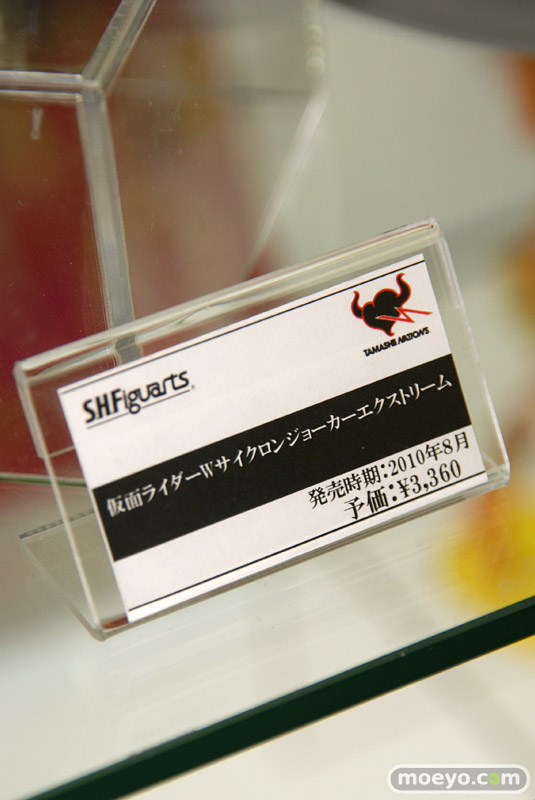 S.H.Figuarts
TAMASHII NATIONS
仮面ライダーWサイクロンジョーカーエクストリーム
発売時期:2010年8月
予価:¥3,360
moeyo.com